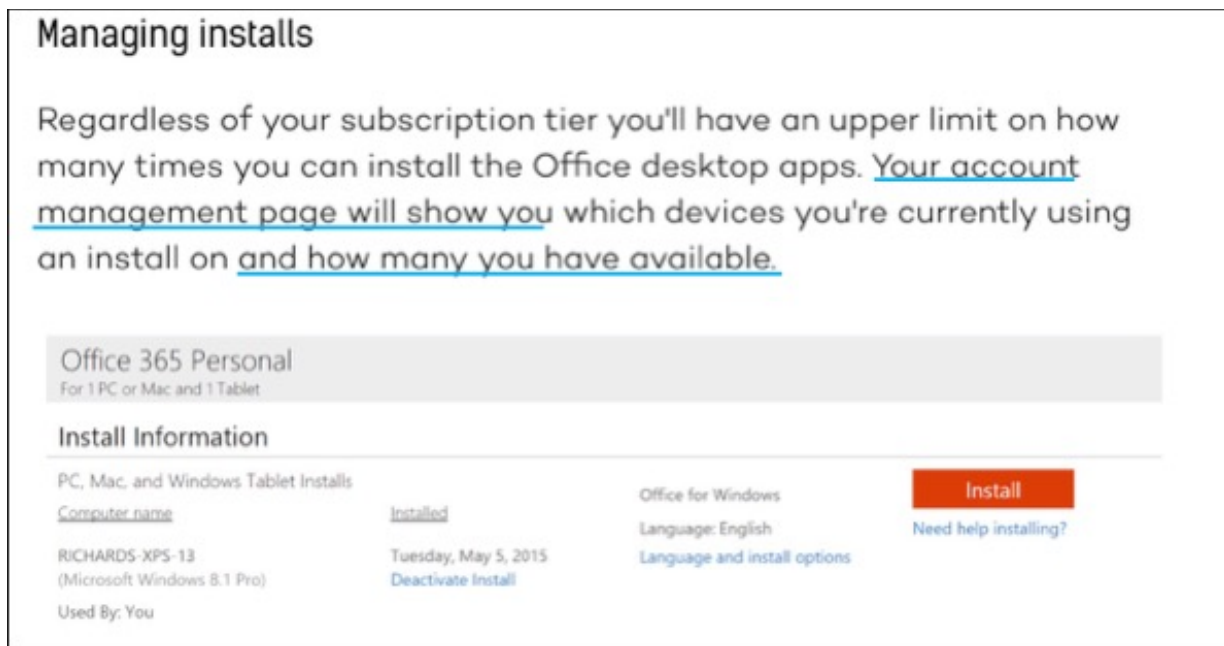 Managing installs
Regardless of your subscription tier you'll have an upper limit on how
many times you can install the Office desktop apps. Your account
management page will show you which devices you're currently using
an install on and how many you have available.
Office 365 Personal
For 1 PC or Mac and 1 Tablet
Install Information
PC, Mac, and Windows Tablet Installs
Computer name
Installed
RICHARDS-XPS-13
(Microsoft Windows 8.1 Pro)
Tuesday, May 5, 2015
Deactivate Install
Used By: You
Office for Windows
Language: English
Language and install options
Install
Need help installing?